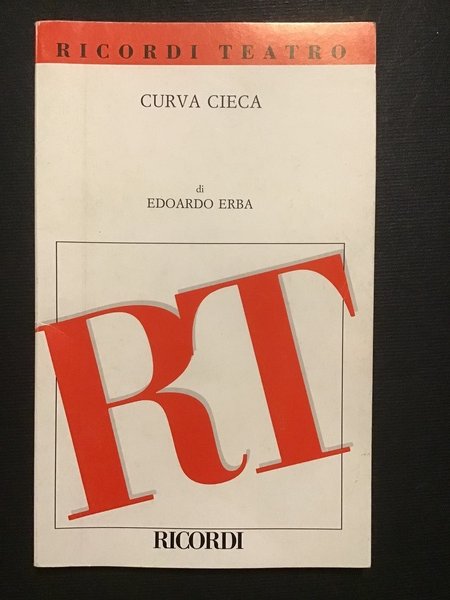 RICORDI TEATRO
CURVA CIECA
di
EDOARDO ERBA
RT
RICORDI